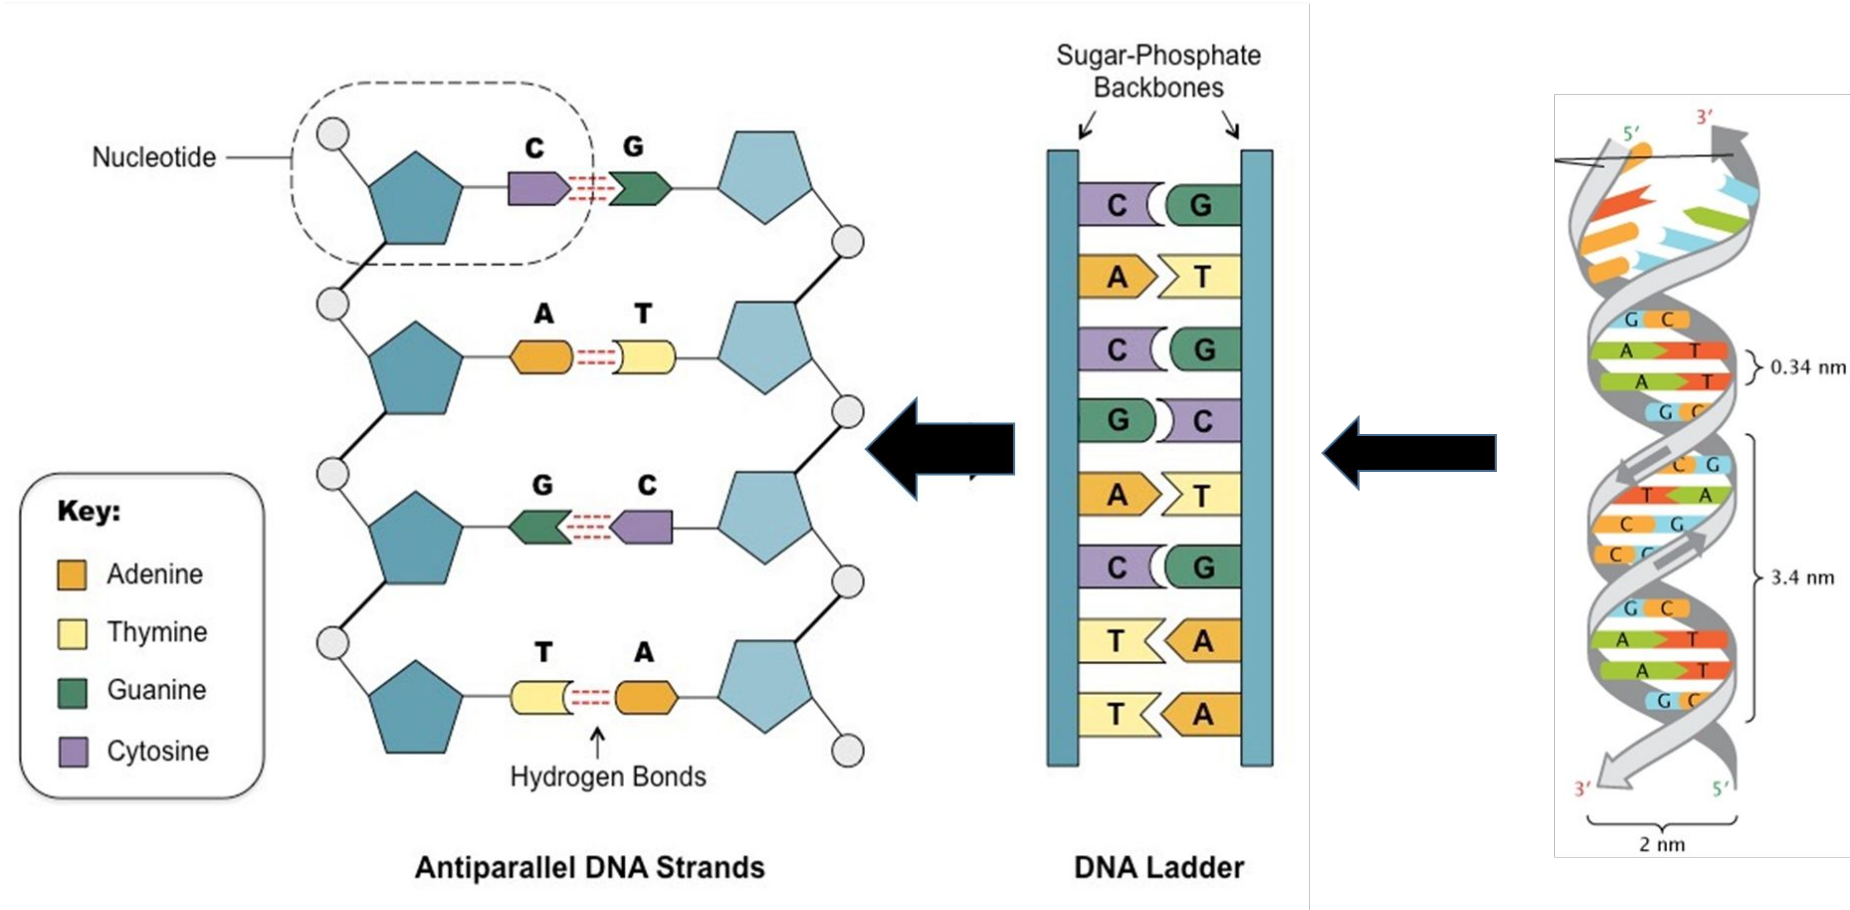 Nucleotide
C G
A T
G C
T A
Hydrogen Bonds
Key:
Adenine
Thymine
Guanine
Cytosine
Antiparallel DNA Strands
Sugar-Phosphate
Backbones
C G
A T
C G
G C
A T
C G
T A
T A
DNA Ladder
5′ 3′
G C
A T
A T
G C
0.34 nm
C G
T A
C G
C G
3.4 nm
G C
A T
A T
G C
3′ 5′
2 nm